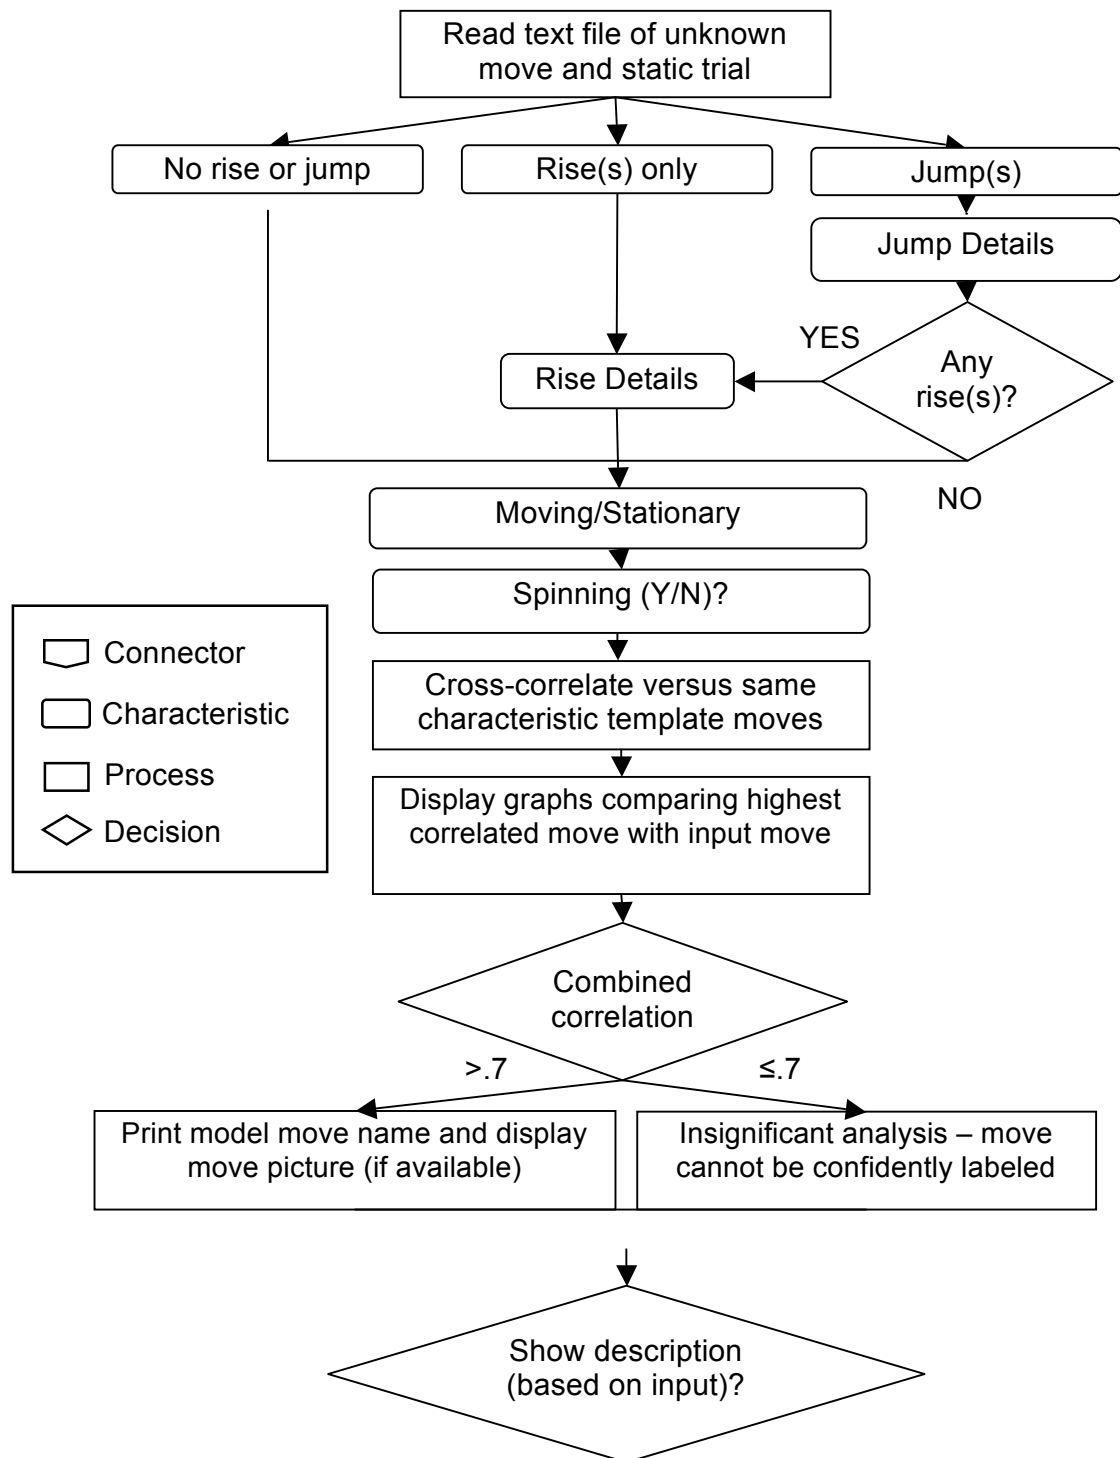 Read text file of unknown
move and static trial
No rise or jump
Rise(s) only
Jump(s)
Jump Details
YES
Any
rise(s)?
Rise Details
NO
Moving/Stationary
Spinning (Y/N)?
Connector
Characteristic
Process
Decision
Cross-correlate versus same
characteristic template moves
Display graphs comparing highest
correlated move with input move
Combined
correlation
>.7
≤.7
Print model move name and display
move picture (if available)
Insignificant analysis – move
cannot be confidently labeled
Show description
(based on input)?